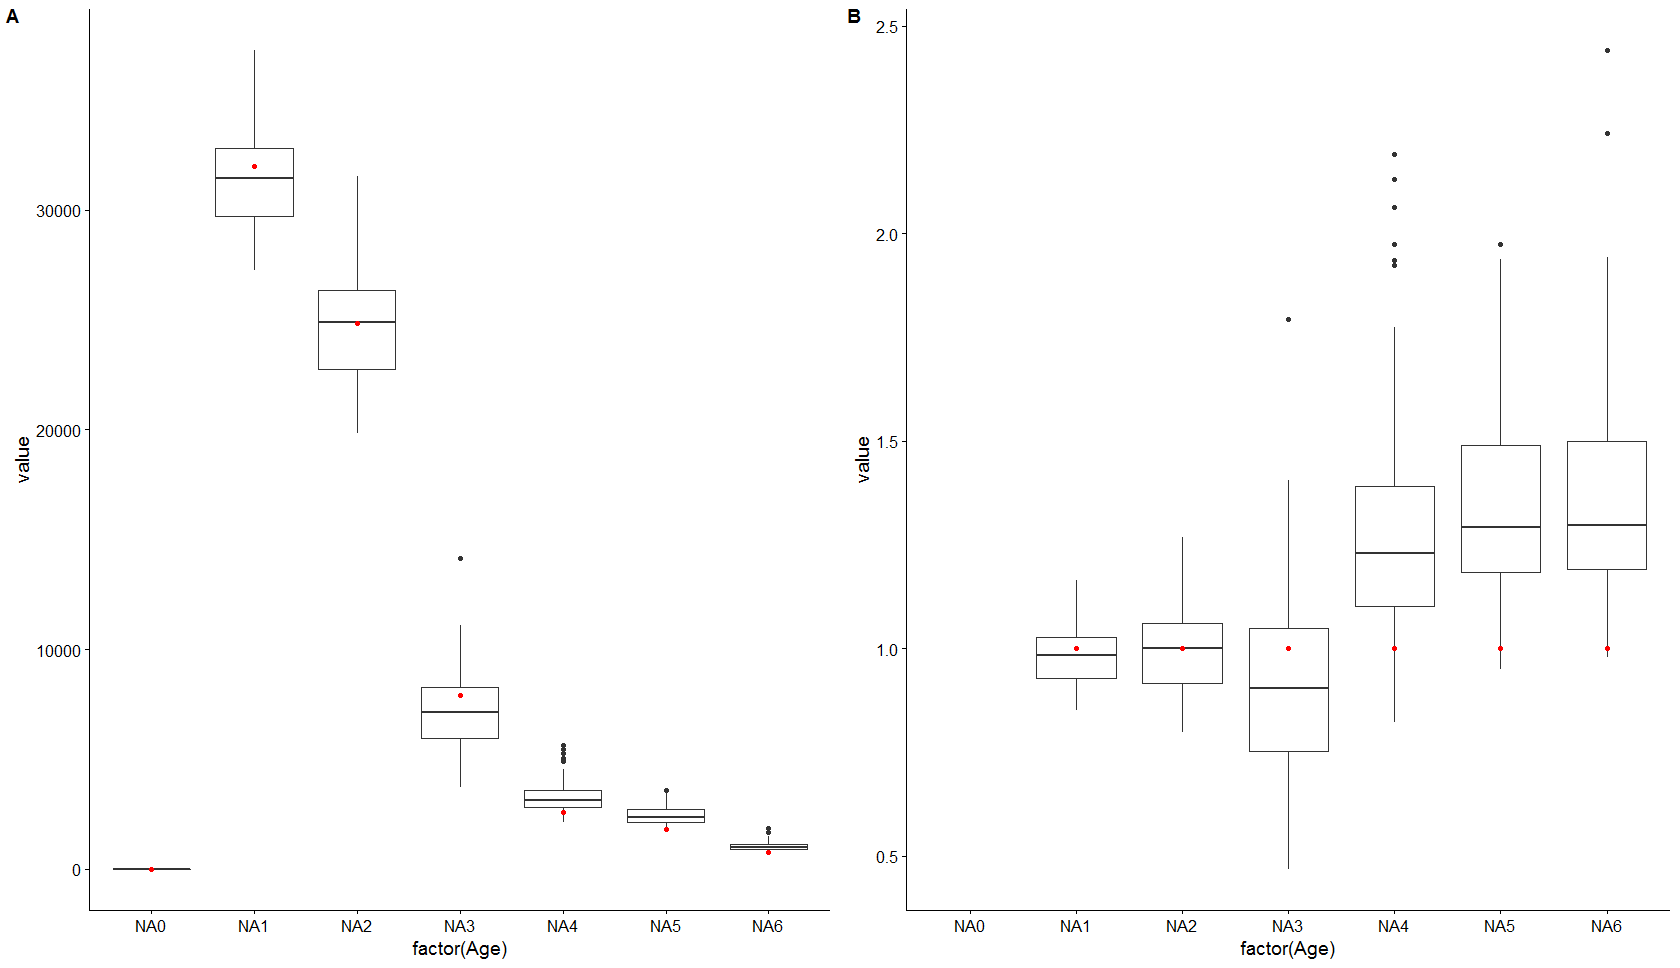 A
value
30000
20000
10000
0
NA0 NA1 NA2 NA3 NA4 NA5 NA6
factor(Age)
B
value
2.5
2.0
1.5
1.0
0.5
NA0 NA1 NA2 NA3 NA4 NA5 NA6
factor(Age)